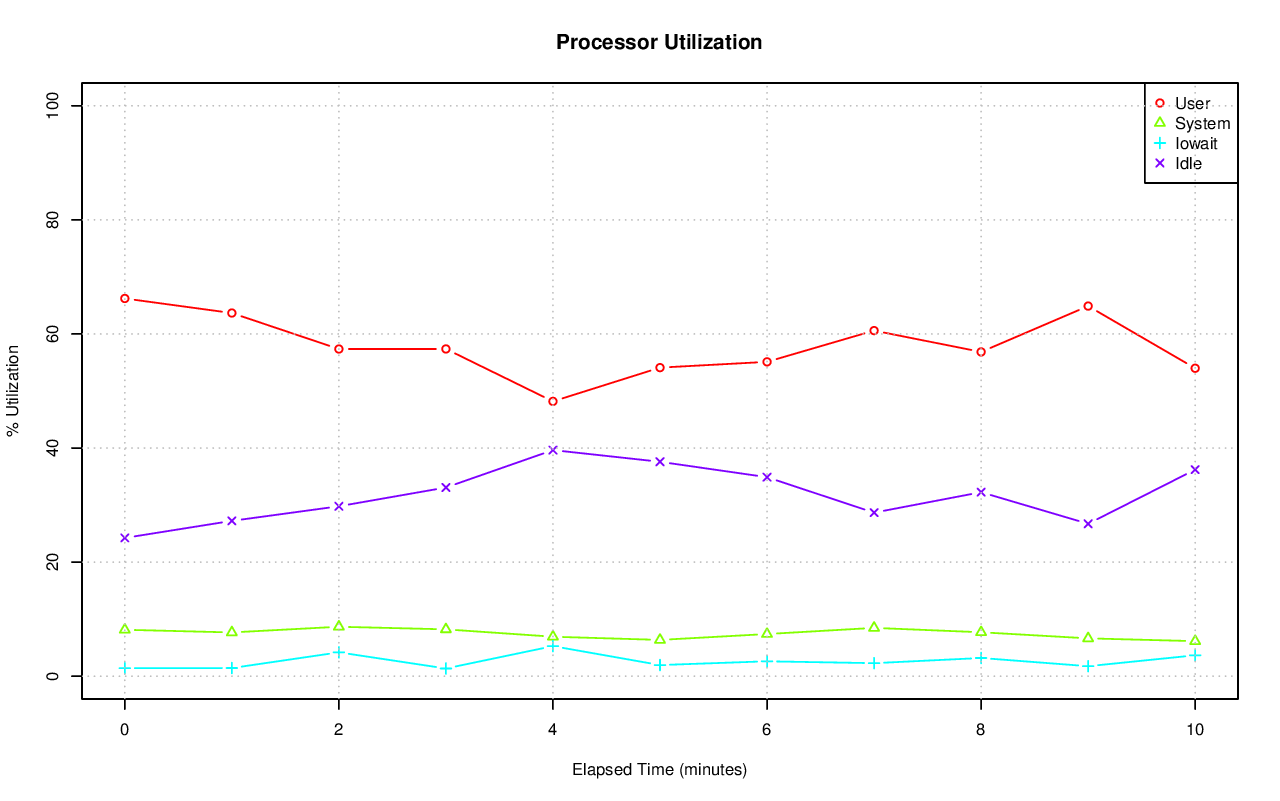 Processor Utilization
User
System
Iowait
Idle
100
80
60
40
20
0
% Utilization
0 2 4 6 8 10
Elapsed Time (minutes)